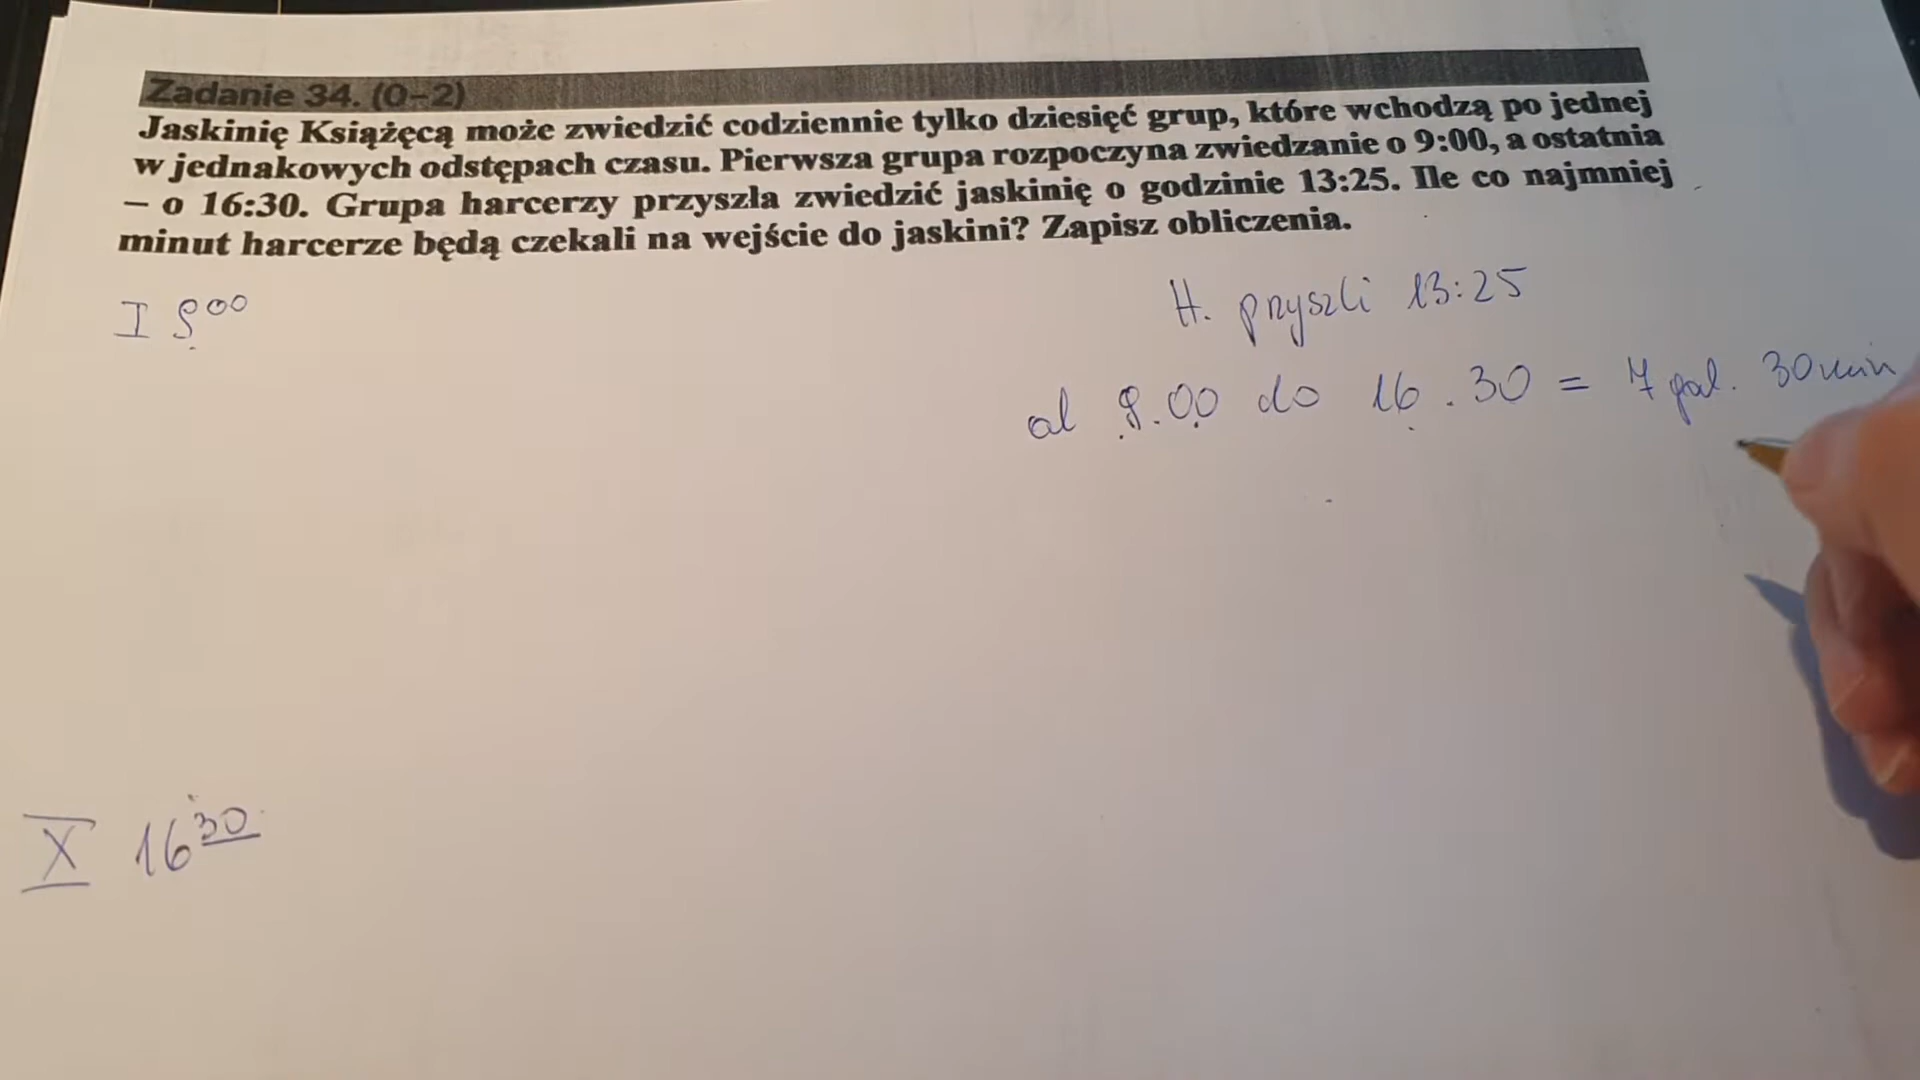 Zadanie 34. (0–2)
Jaskinię Książęcą może zwiedzić codziennie tylko dziesięć grup, które wchodzą po jednej
w jednakowych odstępach czasu. Pierwsza grupa rozpoczyna zwiedzanie o 9:00, a ostatnia
– o 16:30. Grupa harcerzy przyszła zwiedzić jaskinię o godzinie 13:25. Ile co najmniej
minut harcerze będą czekali na wejście do jaskini? Zapisz obliczenia.
I 9⁰⁰
H. przyszli 13:25
od 9.00 do 16.30 = 7 god. 30 min
X 16³⁰